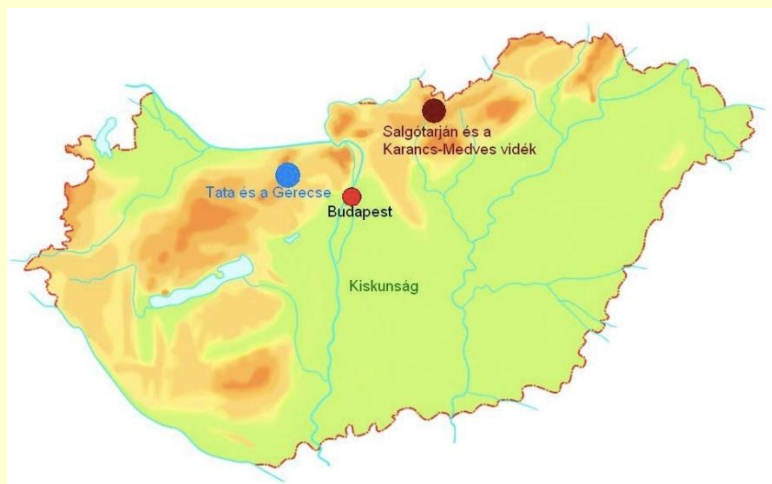 Salgótarján és a
Karancs-Medves vidék
Tata és a Gerecse
Budapest
Kiskunság